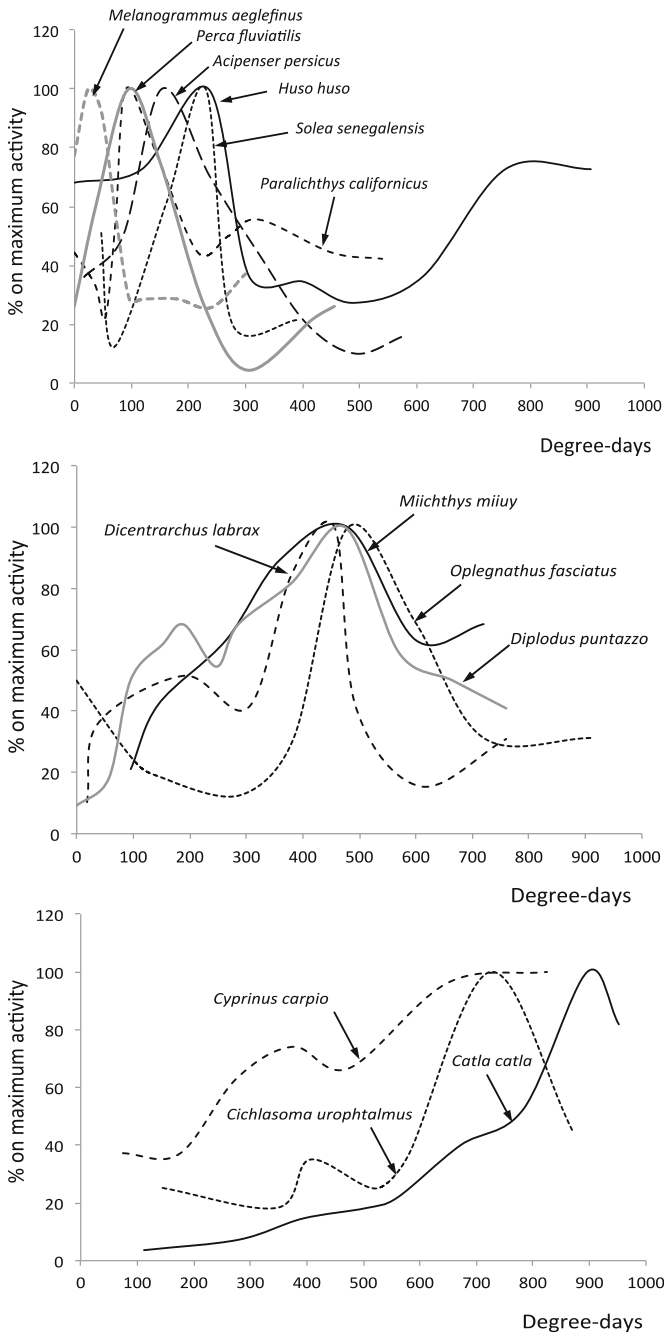 Melanogrammus aeglefinus
120
Perca fluviatilis
Acipenser persicus
100
Huso huso
Solea senegalensis
80
Paralichthys californicus
60
40
20
0
% on maximum activity
0 100 200 300 400 500 600 700 800 900 1000
Degree-days
120
Miichthys miiuy
100
Dicentrarchus labrax
Oplegnathus fasciatus
80
Diplodus puntazzo
60
40
20
0
% on maximum activity
0 100 200 300 400 500 600 700 800 900 1000
Degree-days
120
100
Cyprinus carpio
80
Catla catla
60
Cichlasoma urophtalmus
40
20
0
% on maximum activity
0 100 200 300 400 500 600 700 800 900 1000
Degree-days